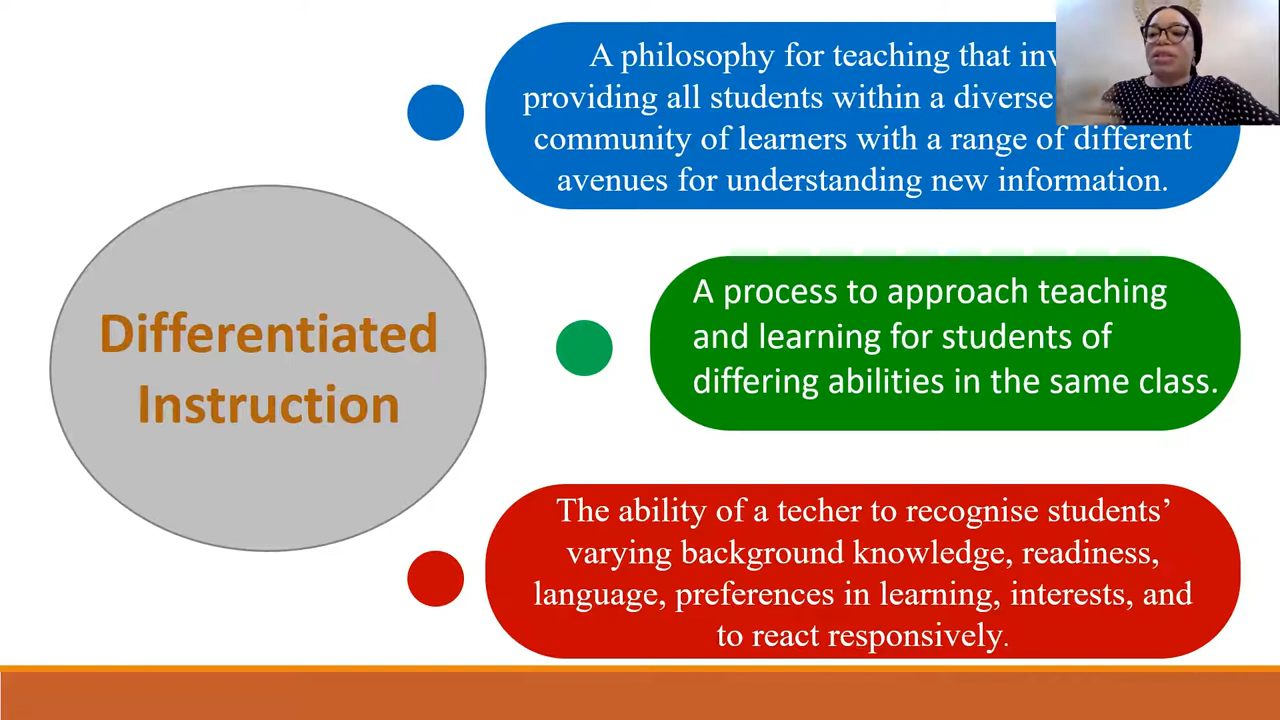 Differentiated
Instruction
A philosophy for teaching that
providing all students within a diverse
community of learners with a range of different
avenues for understanding new information.
A process to approach teaching
and learning for students of
differing abilities in the same class.
The ability of a techer to recognise students’
varying background knowledge, readiness,
language, preferences in learning, interests, and
to react responsively.